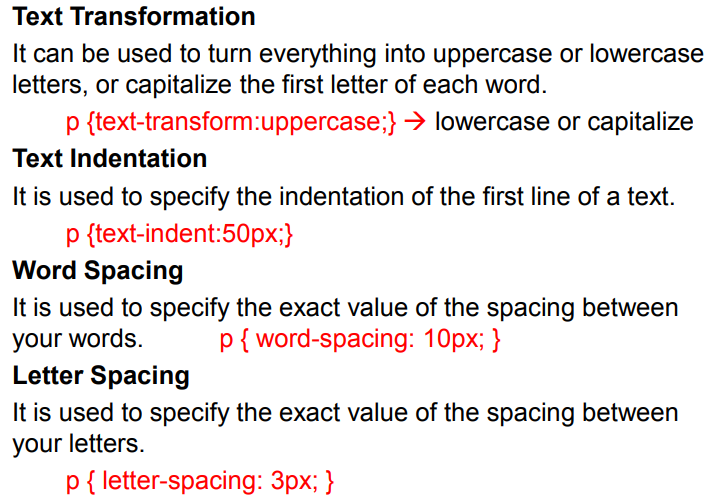 Text Transformation
It can be used to turn everything into uppercase or lowercase
letters, or capitalize the first letter of each word.
p {text-transform:uppercase;} → lowercase or capitalize
Text Indentation
It is used to specify the indentation of the first line of a text.
p {text-indent:50px;}
Word Spacing
It is used to specify the exact value of the spacing between
your words. p { word-spacing: 10px; }
Letter Spacing
It is used to specify the exact value of the spacing between
your letters.
p { letter-spacing: 3px; }